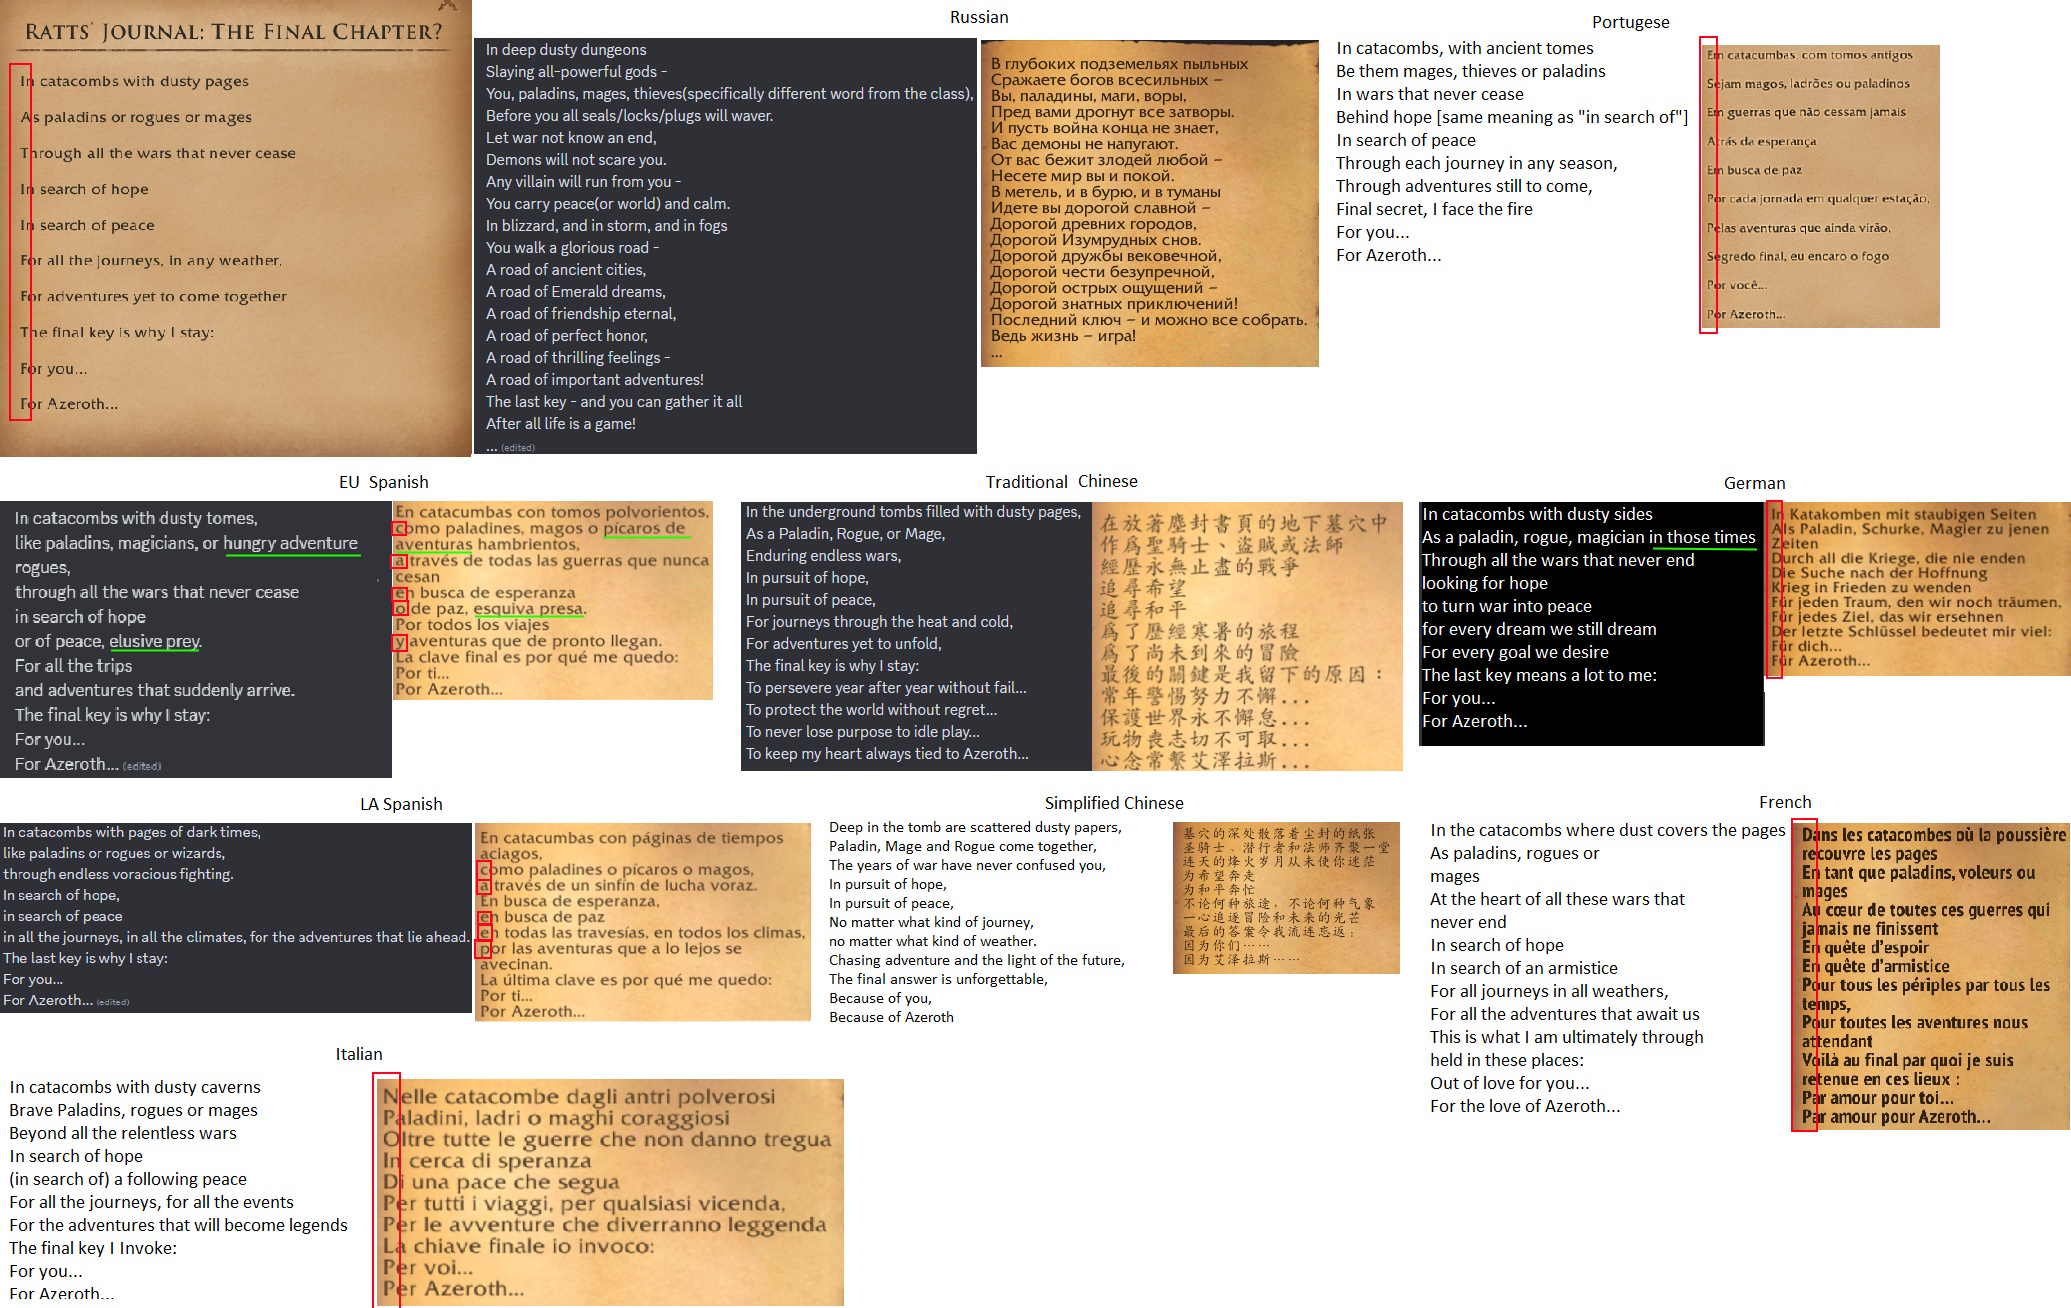 RATTS' JOURNAL: THE FINAL CHAPTER?
In catacombs with dusty pages
As paladins or rogues or mages
Through all the wars that never cease
In search of hope
In search of peace
For all the journeys, in any weather,
For adventures yet to come together
The final key is why I stay:
For you...
For Azeroth...
Russian
In deep dusty dungeons
Slaying all-powerful gods -
You, paladins, mages, thieves(specifically different word from the class),
Before you all seals/locks/plugs will waver.
Let war not know an end,
Demons will not scare you.
Any villain will run from you -
You carry peace(or world) and calm.
In blizzard, and in storm, and in fogs
You walk a glorious road -
A road of ancient cities,
A road of Emerald dreams,
A road of friendship eternal,
A road of perfect honor,
A road of thrilling feelings -
A road of important adventures!
The last key - and you can gather it all
After all life is a game!
... (edited)
В глубоких подземельях пыльных
Сражаете богов всесильных –
Вы, паладины, маги, воры,
Пред вами дрогнут все затворы.
И пусть война конца не знает,
Вас демоны не напугают.
От вас бежит злодей любой –
Несете мир вы и покой.
В метель, и в бурю, и в туманы
Идете вы дорогой славной –
Дорогой древних городов,
Дорогой Изумрудных снов.
Дорогой дружбы вековечной,
Дорогой чести безупречной,
Дорогой острых ощущений –
Дорогой знатных приключений!
Последний ключ – и можно все собрать.
Ведь жизнь – игра!
...
Portugese
In catacombs, with ancient tomes
Be them mages, thieves or paladins
In wars that never cease
Behind hope [same meaning as "in search of"]
In search of peace
Through each journey in any season,
Through adventures still to come,
Final secret, I face the fire
For you...
For Azeroth...
Em catacumbas, com tomos antigos
Sejam magos, ladrões ou paladinos
Em guerras que não cessam jamais
Atrás da esperança
Em busca de paz
Por cada jornada em qualquer estação,
Pelas aventuras que ainda virão,
Segredo final, eu encaro o fogo
Por você...
Por Azeroth...
EU Spanish
In catacombs with dusty tomes,
like paladins, magicians, or hungry adventure
rogues,
through all the wars that never cease
in search of hope
or of peace, elusive prey.
For all the trips
and adventures that suddenly arrive.
The final key is why I stay:
For you...
For Azeroth... (edited)
En catacumbas con tomos polvorientos,
como paladines, magos o pícaros de
aventuras hambrientos,
a través de todas las guerras que nunca
cesan
en busca de esperanza
o de paz, esquiva presa.
Por todos los viajes
y aventuras que de pronto llegan.
La clave final es por qué me quedo:
Por ti...
Por Azeroth...
Traditional Chinese
In the underground tombs filled with dusty pages,
As a Paladin, Rogue, or Mage,
Enduring endless wars,
In pursuit of hope,
In pursuit of peace,
For journeys through the heat and cold,
For adventures yet to unfold,
The final key is why I stay:
To persevere year after year without fail...
To protect the world without regret...
To never lose purpose to idle play...
To keep my heart always tied to Azeroth...
在放著塵封書頁的地下墓穴中
作為聖騎士、盜賊或法師
經歷永無止盡的戰爭
追尋希望
追尋和平
為了歷經寒暑的旅程
為了尚未到來的冒險
最後的關鍵是我留下的原因：
常年警惕努力不懈...
保護世界永不懈怠...
玩物喪志切不可取...
心念常繫艾澤拉斯...
German
In catacombs with dusty sides
As a paladin, rogue, magician in those times
Through all the wars that never end
looking for hope
to turn war into peace
for every dream we still dream
For every goal we desire
The last key means a lot to me:
For you...
For Azeroth...
In Katakomben mit staubigen Seiten
Als Paladin, Schurke, Magier zu jenen
Zeiten
Durch all die Kriege, die nie enden
Die Suche nach der Hoffnung
Krieg in Frieden zu wenden
Für jeden Traum, den wir noch träumen,
Für jedes Ziel, das wir ersehnen
Der letzte Schlüssel bedeutet mir viel:
Für dich...
Für Azeroth...
LA Spanish
In catacombs with pages of dark times,
like paladins or rogues or wizards,
through endless voracious fighting.
In search of hope,
in search of peace
in all the journeys, in all the climates, for the adventures that lie ahead.
The last key is why I stay:
For you...
For Azeroth... (edited)
En catacumbas con páginas de tiempos
aciagos,
como paladines o pícaros o magos,
a través de un sinfín de lucha voraz.
En busca de esperanza,
en busca de paz
en todas las travesías, en todos los climas,
por las aventuras que a lo lejos se
avecinan.
La última clave es por qué me quedo:
Por ti...
Por Azeroth...
Simplified Chinese
Deep in the tomb are scattered dusty papers,
Paladin, Mage and Rogue come together,
The years of war have never confused you,
In pursuit of hope,
In pursuit of peace,
No matter what kind of journey,
no matter what kind of weather.
Chasing adventure and the light of the future,
The final answer is unforgettable,
Because of you,
Because of Azeroth
墓穴的深处散落着尘封的纸张
圣骑士、潜行者和法师齐聚一堂
连天的烽火岁月从未使你迷茫
为希望奔走
为和平奔忙
不论何种旅途，不论何种气象
一心追逐冒险和未来的光芒
最后的答案令我流连忘返：
因为你们……
因为艾泽拉斯……
French
In the catacombs where dust covers the pages
As paladins, rogues or
mages
At the heart of all these wars that
never end
In search of hope
In search of an armistice
For all journeys in all weathers,
For all the adventures that await us
This is what I am ultimately through
held in these places:
Out of love for you...
For the love of Azeroth...
Dans les catacombes où la poussière
recouvre les pages
En tant que paladins, voleurs ou
mages
Au cœur de toutes ces guerres qui
jamais ne finissent
En quête d'espoir
En quête d'armistice
Pour tous les périples par tous les
temps,
Pour toutes les aventures nous
attendant
Voilà au final par quoi je suis
retenue en ces lieux :
Par amour pour toi...
Par amour pour Azeroth...
Italian
In catacombs with dusty caverns
Brave Paladins, rogues or mages
Beyond all the relentless wars
In search of hope
(in search of) a following peace
For all the journeys, for all the events
For the adventures that will become legends
The final key I Invoke:
For you...
For Azeroth...
Nelle catacombe dagli antri polverosi
Paladini, ladri o maghi coraggiosi
Oltre tutte le guerre che non danno tregua
In cerca di speranza
Di una pace che segua
Per tutti i viaggi, per qualsiasi vicenda,
Per le avventure che diverranno leggenda
La chiave finale io invoco:
Per voi...
Per Azeroth...